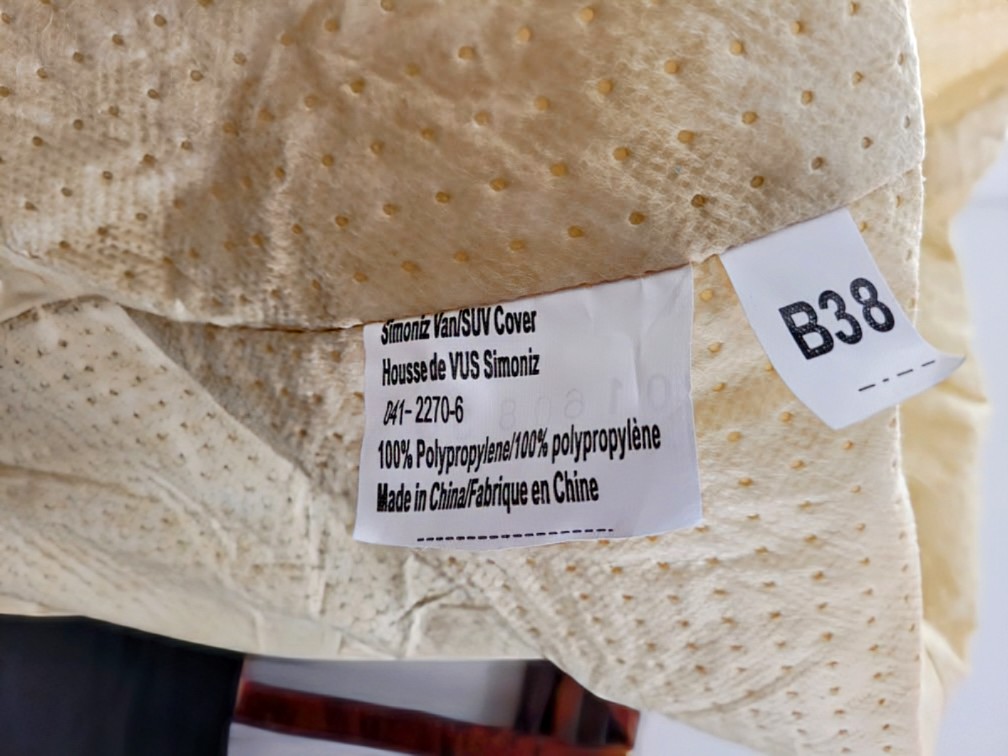 Simoniz Van/SUV Cover
Housse de VUS Simoniz
041-2270-6
100% Polypropylene/100% polypropylène
Made in China/Fabrique en Chine
B38